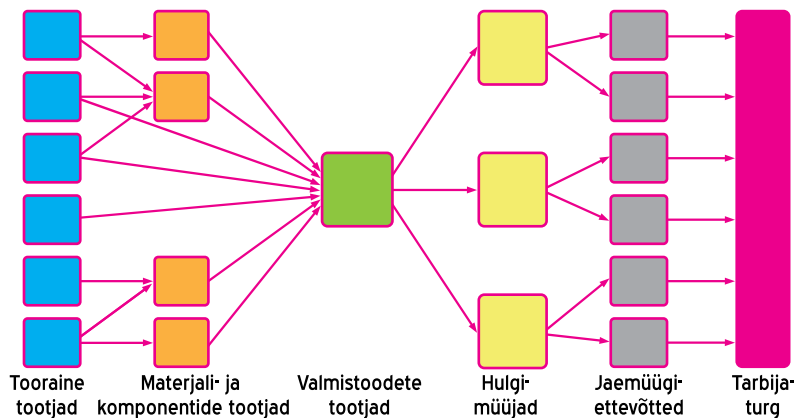 Tooraine
tootjad
Materjali- ja
komponentide tootjad
Valmistoodete
tootjad
Hulgi-
müüjad
Jaemüügi-
ettevõtted
Tarbija-
turg